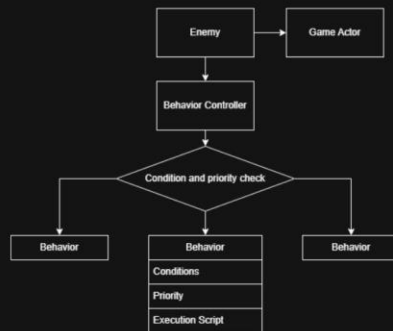 Enemy
Game Actor
Behavior Controller
Condition and priority check
Behavior
Behavior
Behavior
Conditions
Priority
Execution Script